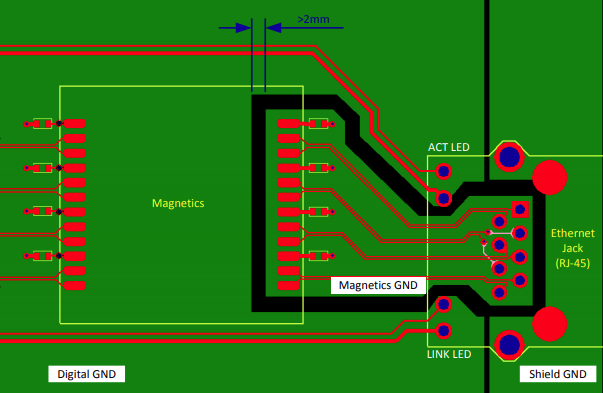 >2mm
ACT LED
Magnetics
Ethernet
Jack
(RJ-45)
Magnetics GND
LINK LED
Digital GND
Shield GND